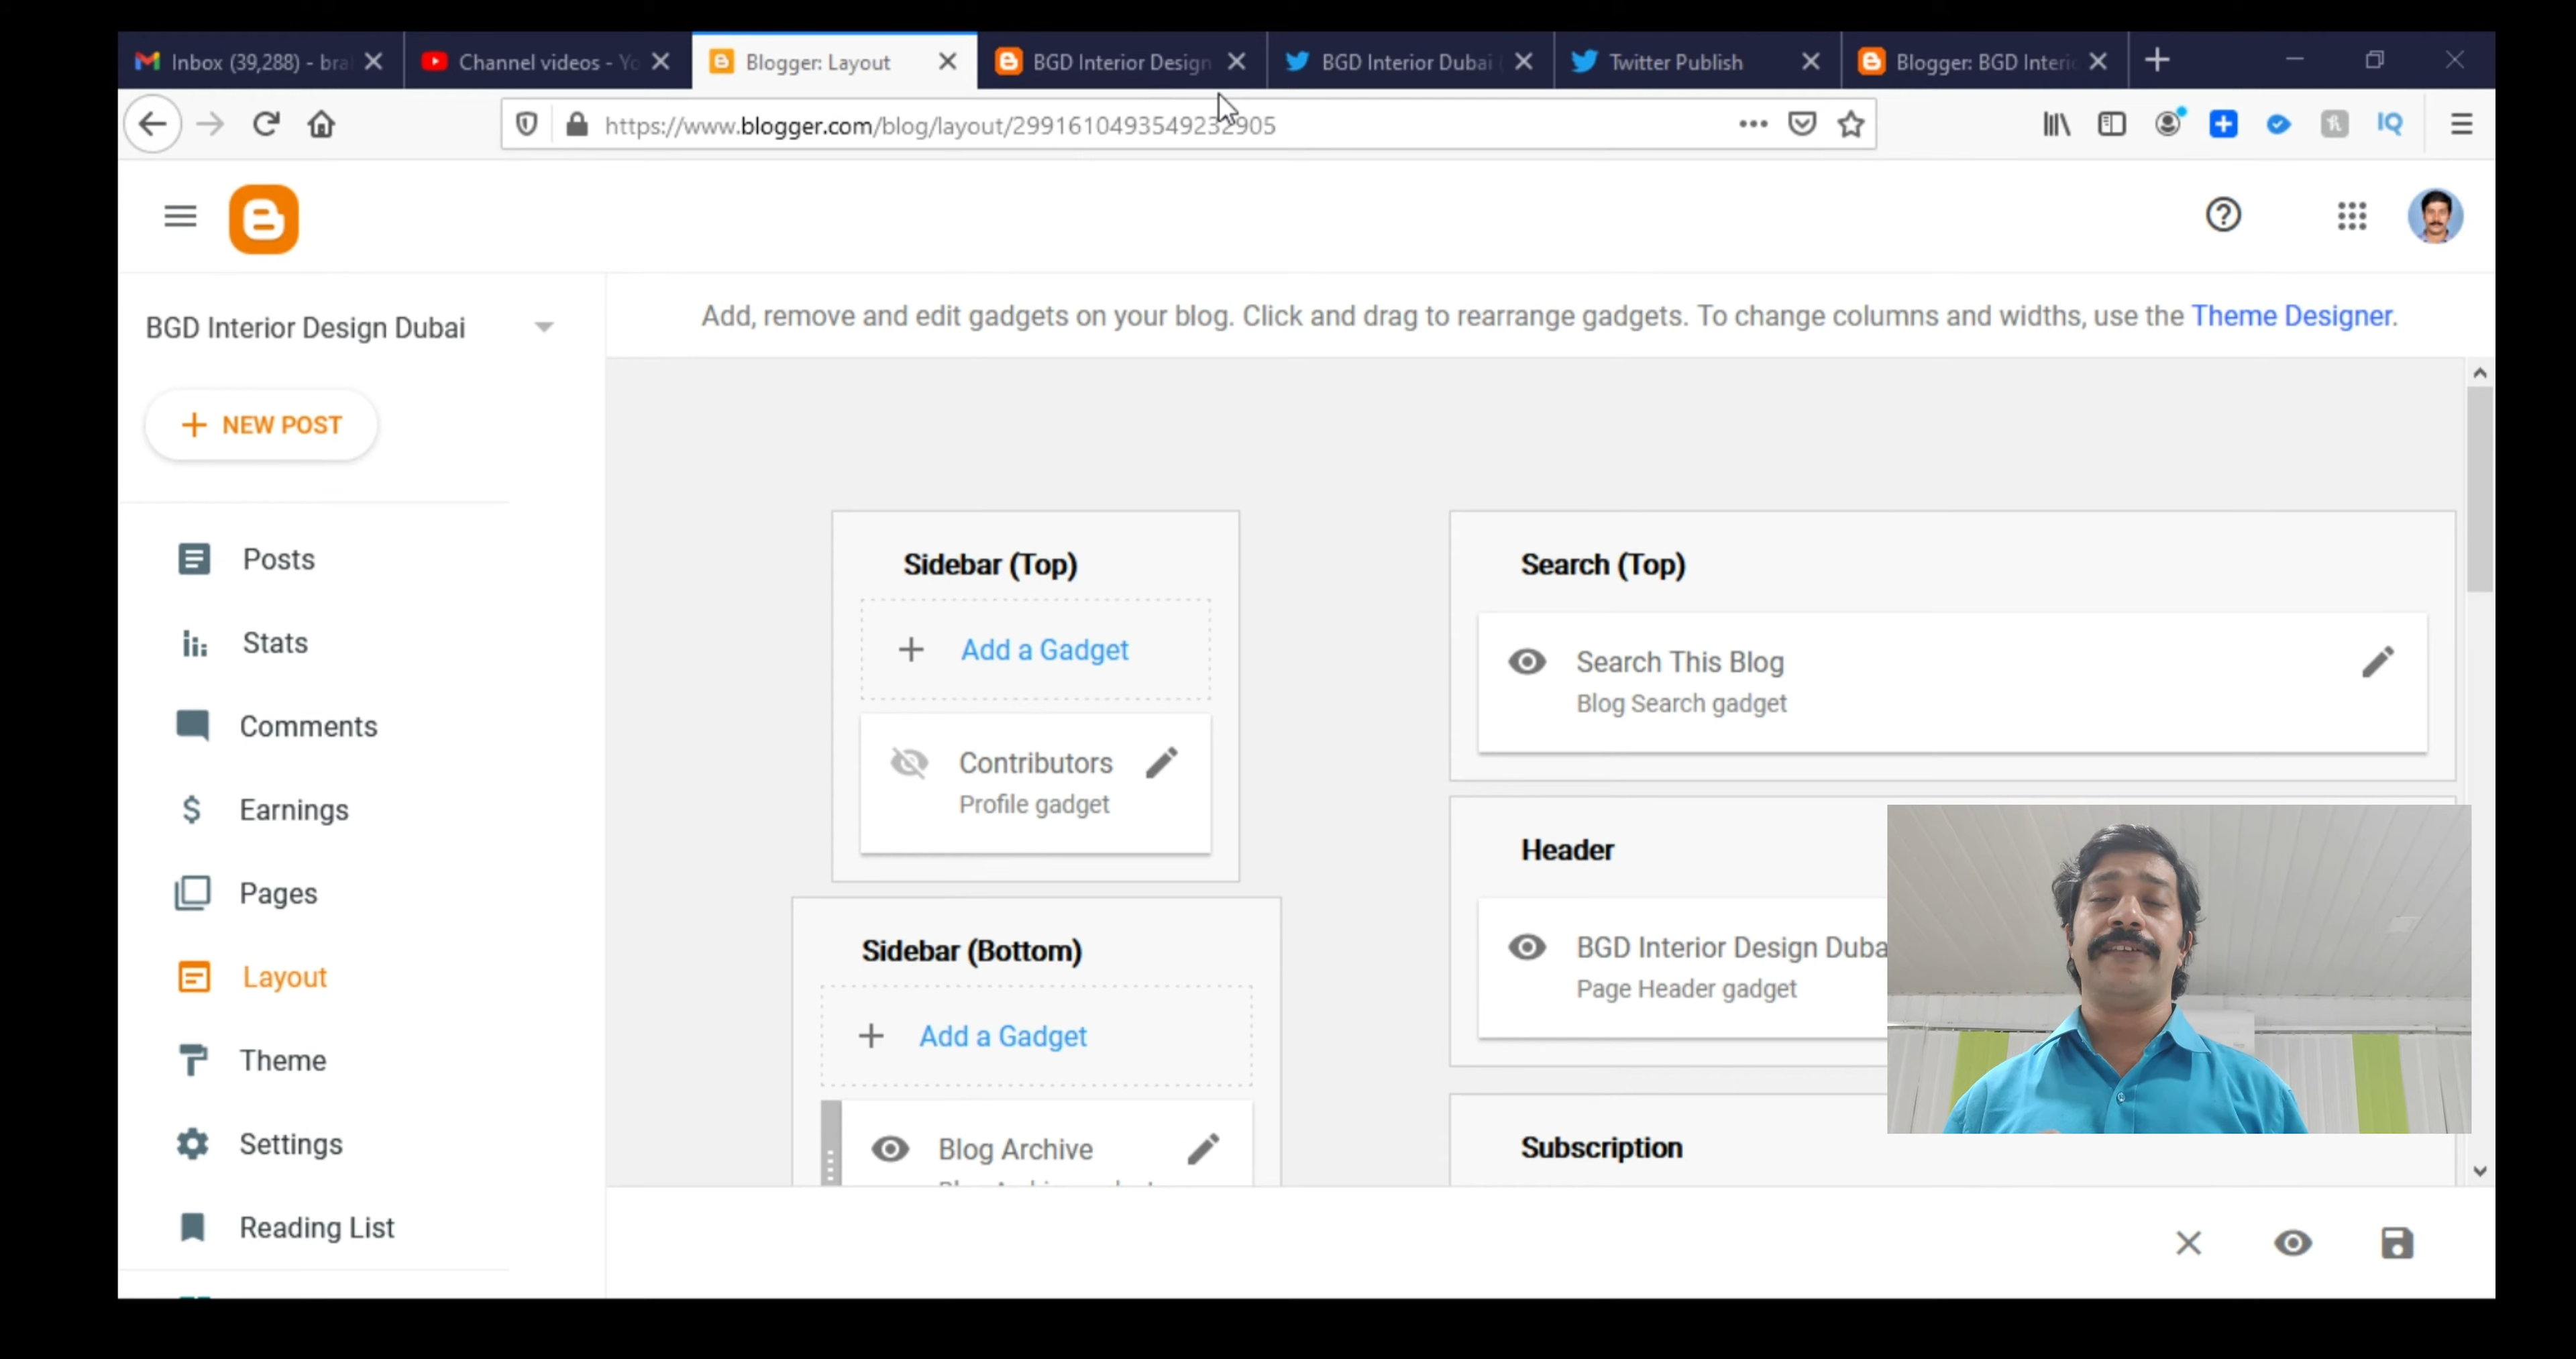 Inbox (39,288) - bra
Channel videos - Yo
Blogger: Layout
BGD Interior Design
BGD Interior Dubai (
Twitter Publish
Blogger: BGD Interi
https://www.blogger.com/blog/layout/2991610493549232905
IQ
BGD Interior Design Dubai
Add, remove and edit gadgets on your blog. Click and drag to rearrange gadgets. To change columns and widths, use the Theme Designer.
NEW POST
Posts
Stats
Comments
Earnings
Pages
Layout
Theme
Settings
Reading List
Sidebar (Top)
Add a Gadget
Contributors
Profile gadget
Sidebar (Bottom)
Add a Gadget
Blog Archive
Search (Top)
Search This Blog
Blog Search gadget
Header
BGD Interior Design Duba
Page Header gadget
Subscription